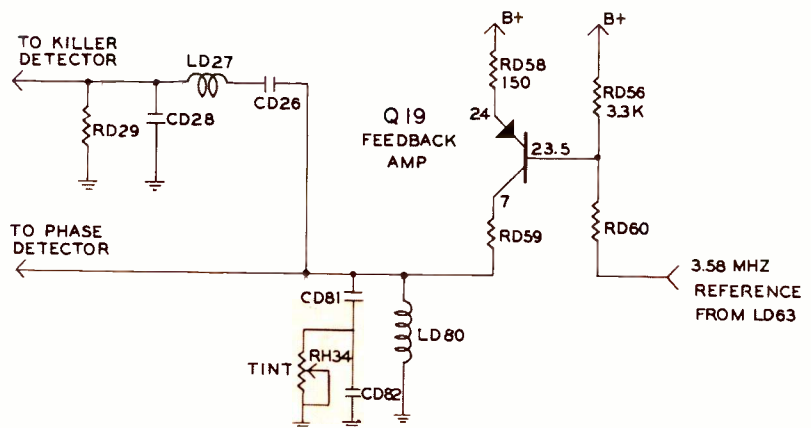 TO KILLER
DETECTOR
LD27
CD26
RD29
CD28
B+
RD58
150
24
Q19
FEEDBACK
AMP
23.5
7
RD59
B+
RD56
3.3K
RD60
3.58 MHZ
REFERENCE
FROM LD63
TO PHASE
DETECTOR
CD81
LD80
TINT
RH34
CD82